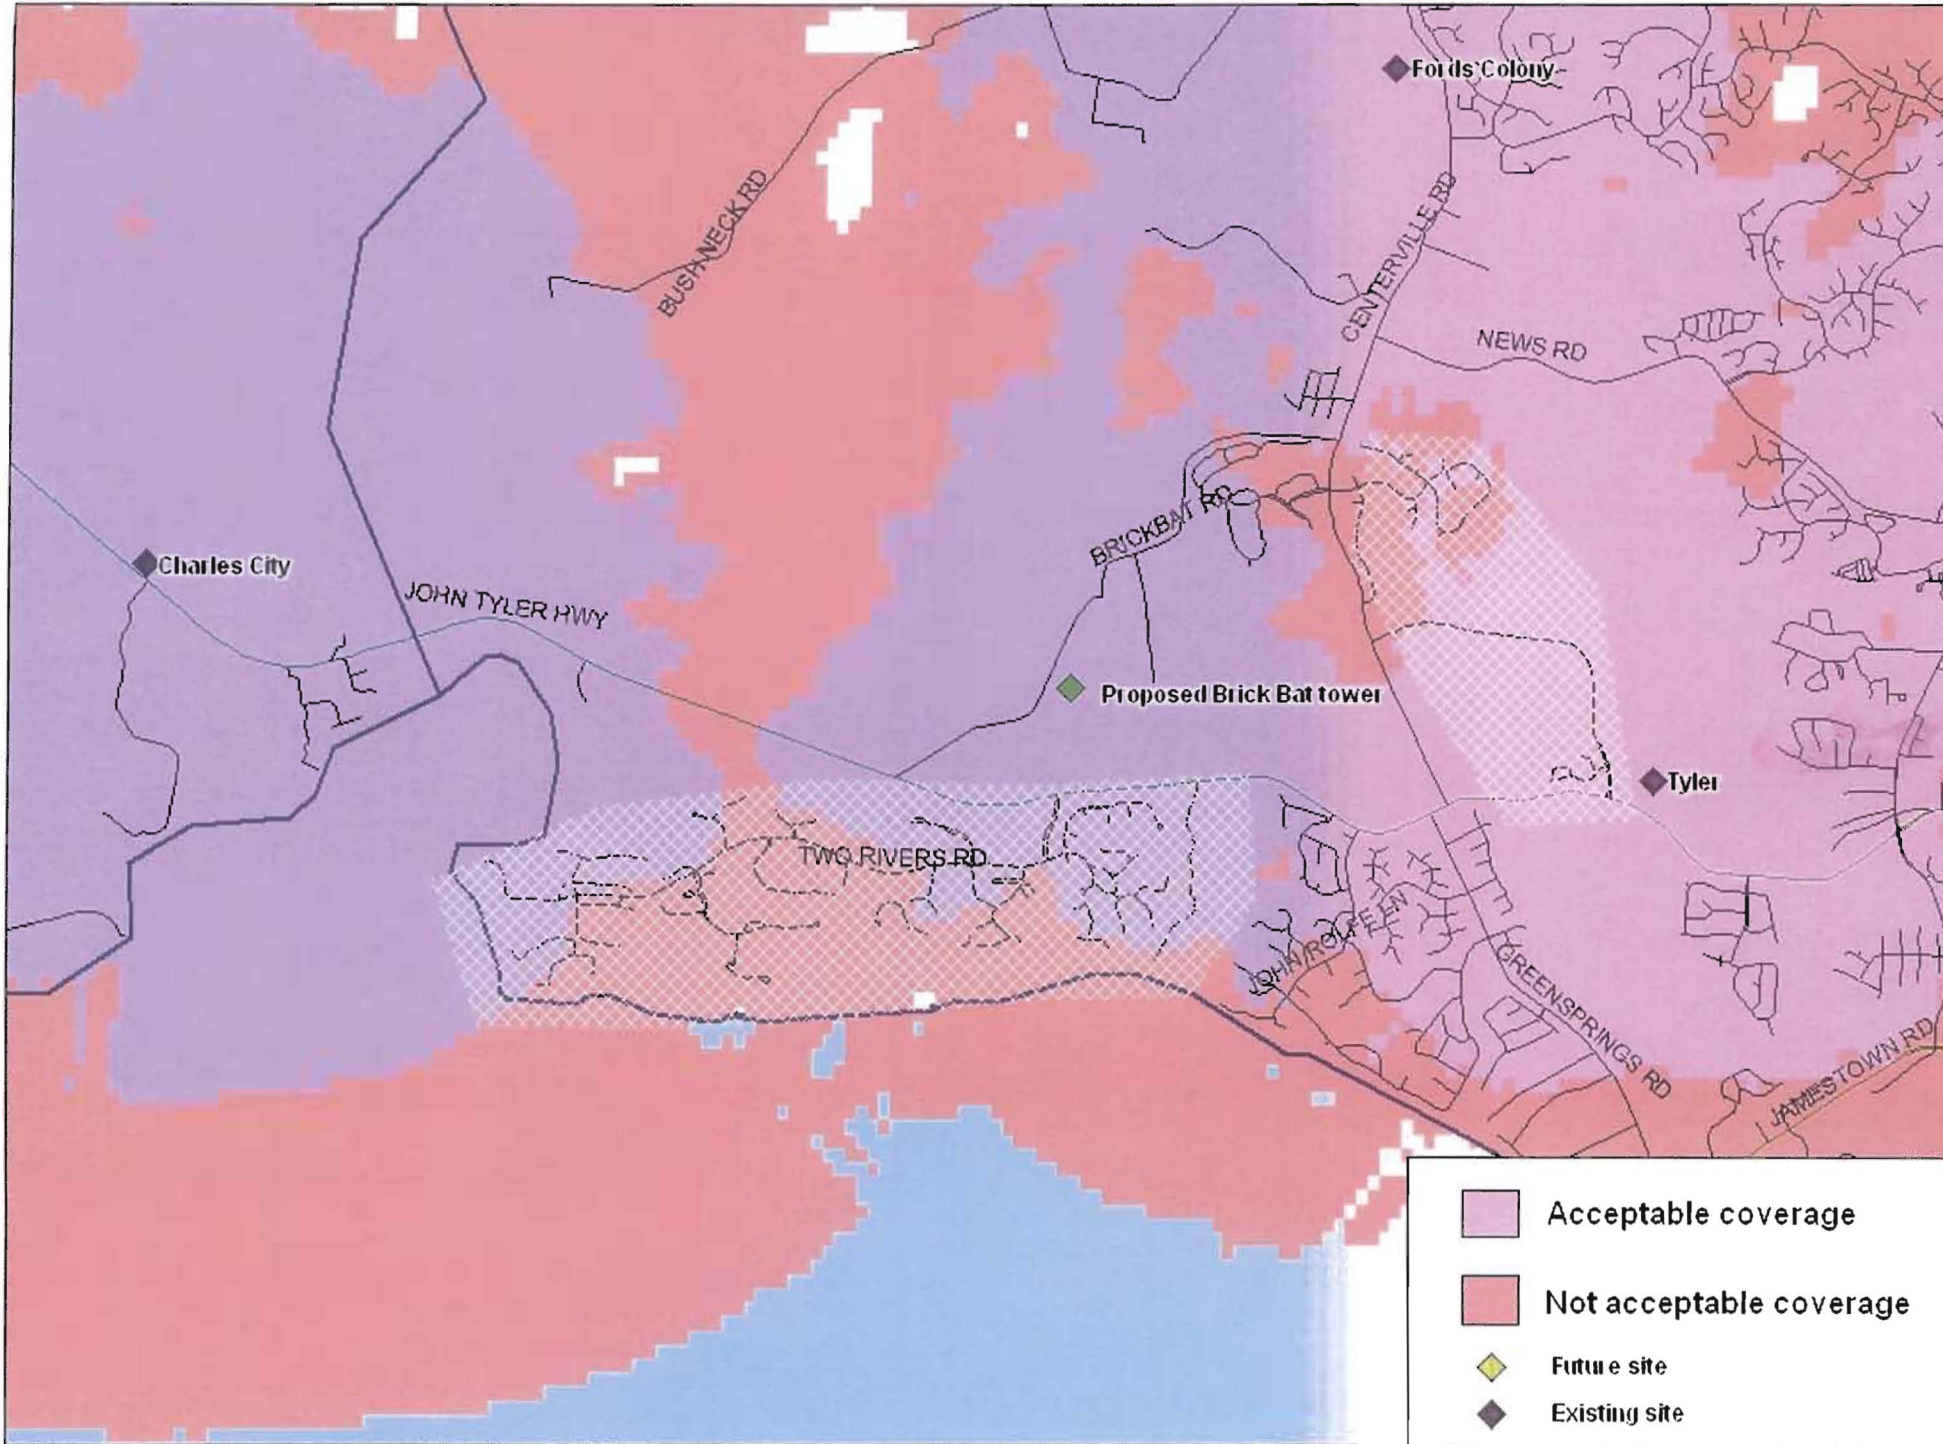 Fords Colony
BUSH NECK RD
CENTERVILLE RD
NEWS RD
BRICKBAT RD
Charles City
JOHN TYLER HWY
Proposed Brick Bat tower
Tyler
TWO RIVERS RD
JOHN ROLFE LN
GREENSPRINGS RD
JAMESTOWN RD
Acceptable coverage
Not acceptable coverage
Future site
Existing site